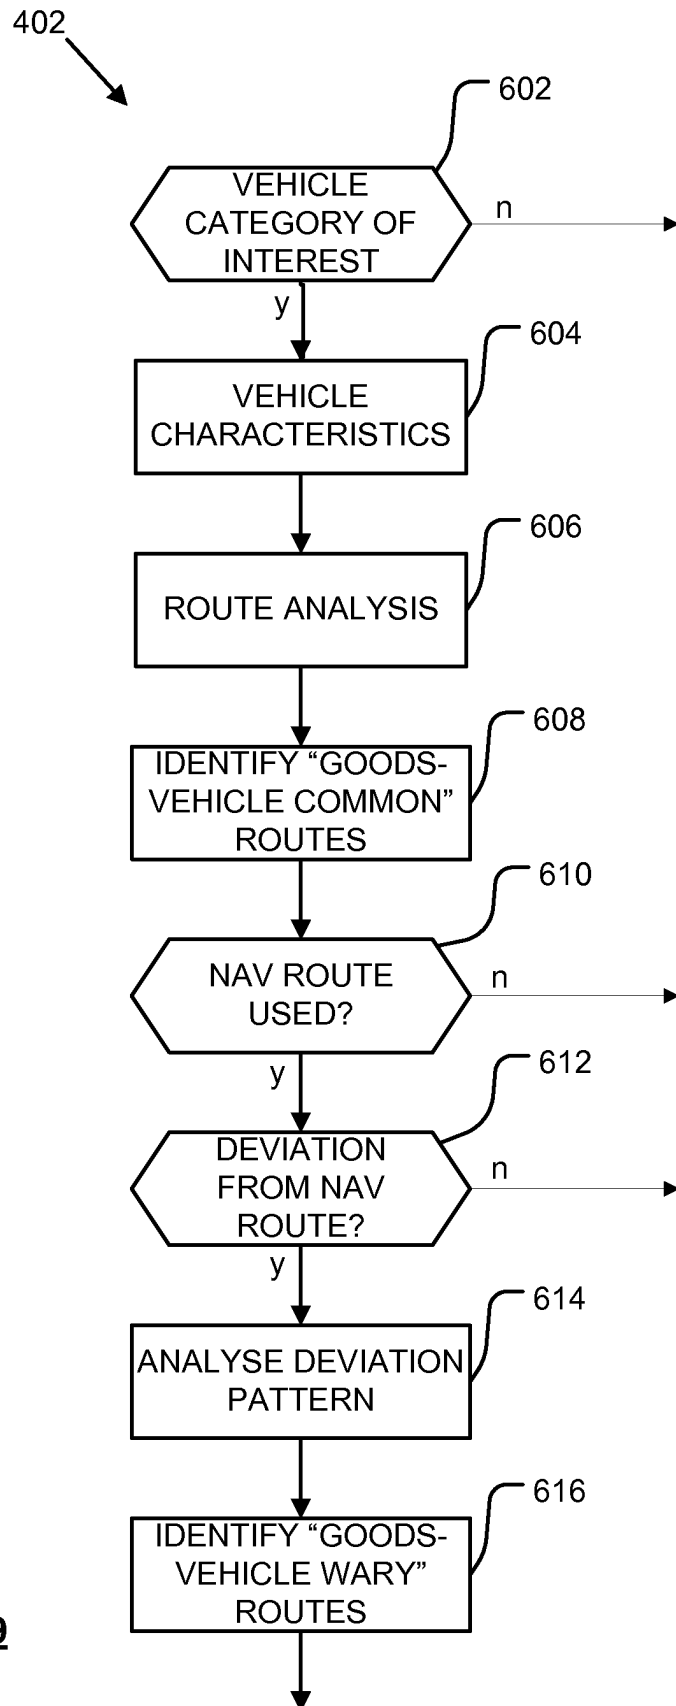 402
602
VEHICLE
CATEGORY OF
INTEREST
n
y
604
VEHICLE
CHARACTERISTICS
606
ROUTE ANALYSIS
608
IDENTIFY “GOODS-
VEHICLE COMMON”
ROUTES
610
NAV ROUTE
USED?
n
y
612
DEVIATION
FROM NAV
ROUTE?
n
y
614
ANALYSE DEVIATION
PATTERN
616
IDENTIFY “GOODS-
VEHICLE WARY”
ROUTES
9